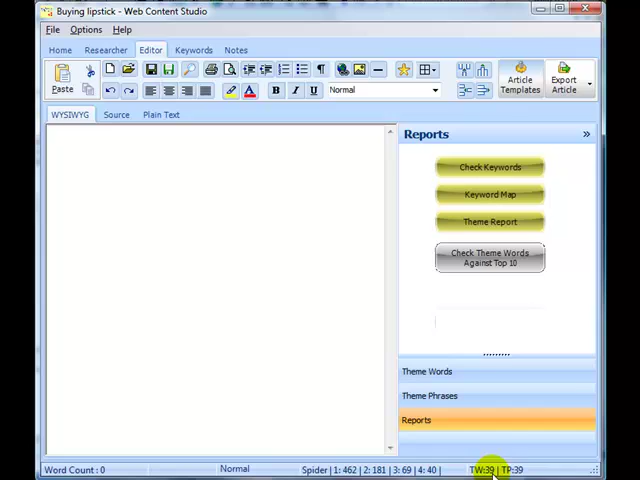 Buying lipstick - Web Content Studio
File Options Help
Home Researcher Editor Keywords Notes
Paste
B I U Normal
Article Templates
Export Article
WYSIWYG Source Plain Text
Reports »
Check Keywords
Keyword Map
Theme Report
Check Theme Words
Against Top 10
Theme Words
Theme Phrases
Reports
Word Count : 0 Normal Spider | 1: 462 | 2: 181 | 3: 69 | 4: 40 | TW:39 | TP:39